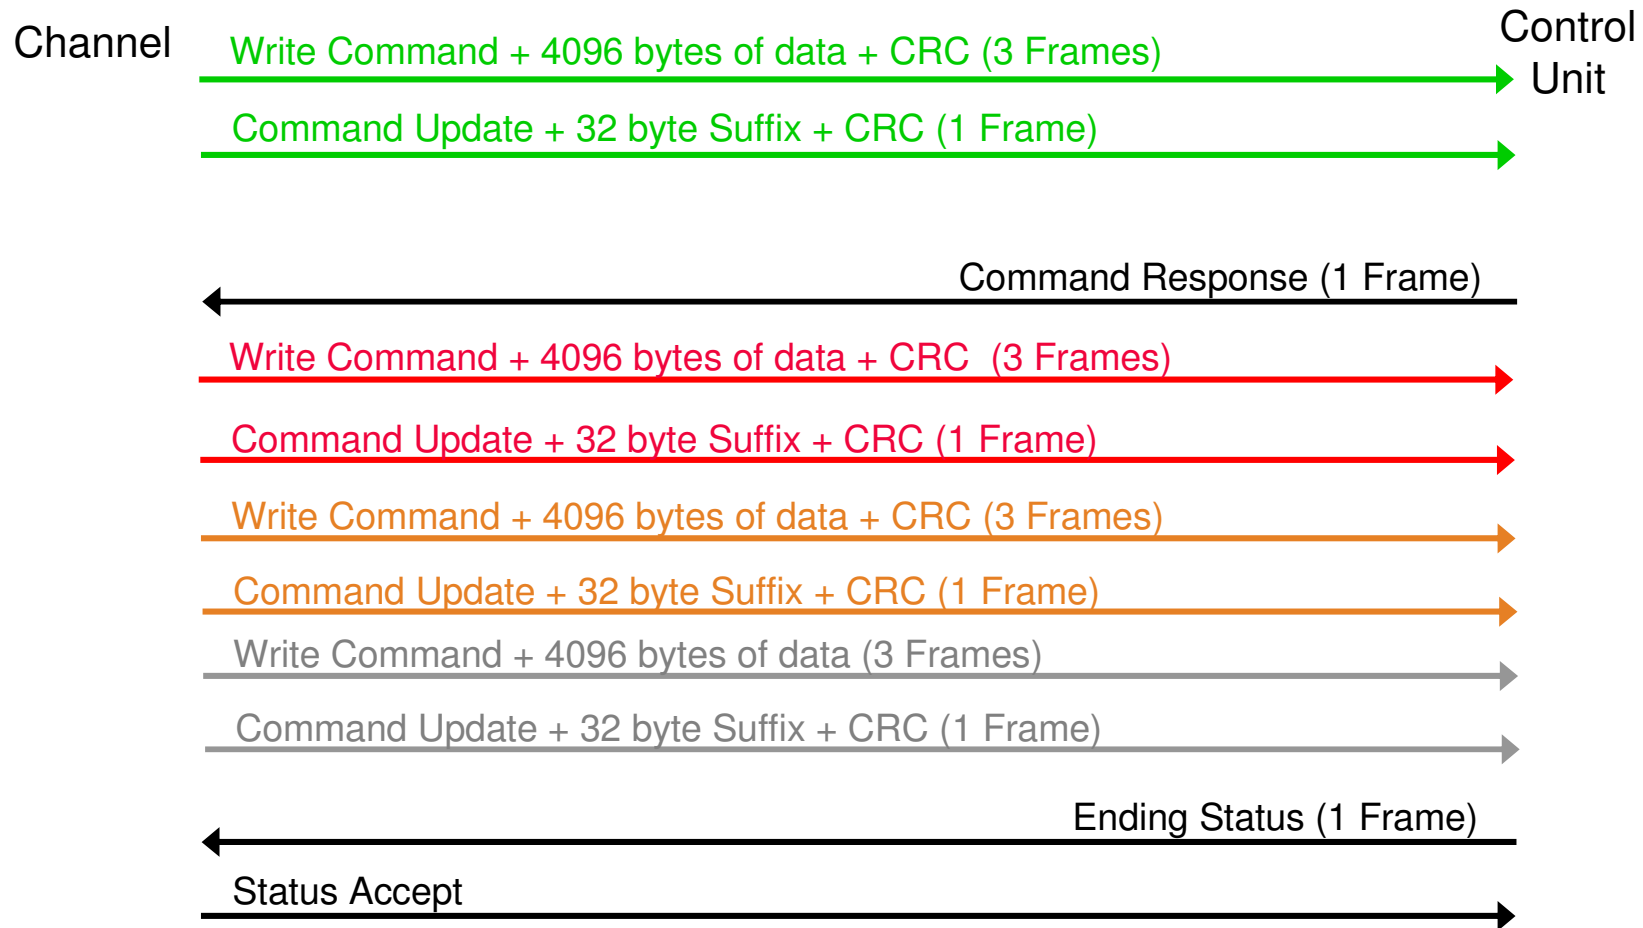 Channel
Control
Unit
Write Command + 4096 bytes of data + CRC (3 Frames)
Command Update + 32 byte Suffix + CRC (1 Frame)
Command Response (1 Frame)
Write Command + 4096 bytes of data + CRC  (3 Frames)
Command Update + 32 byte Suffix + CRC (1 Frame)
Write Command + 4096 bytes of data + CRC (3 Frames)
Command Update + 32 byte Suffix + CRC (1 Frame)
Write Command + 4096 bytes of data (3 Frames)
Command Update + 32 byte Suffix + CRC (1 Frame)
Ending Status (1 Frame)
Status Accept